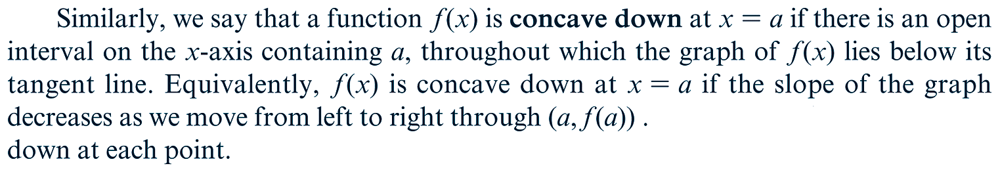 Similarly, we say that a function f(x) is concave down at x = a if there is an open
interval on the x-axis containing a, throughout which the graph of f(x) lies below its
tangent line. Equivalently, f(x) is concave down at x = a if the slope of the graph
decreases as we move from left to right through (a, f(a)) .
down at each point.